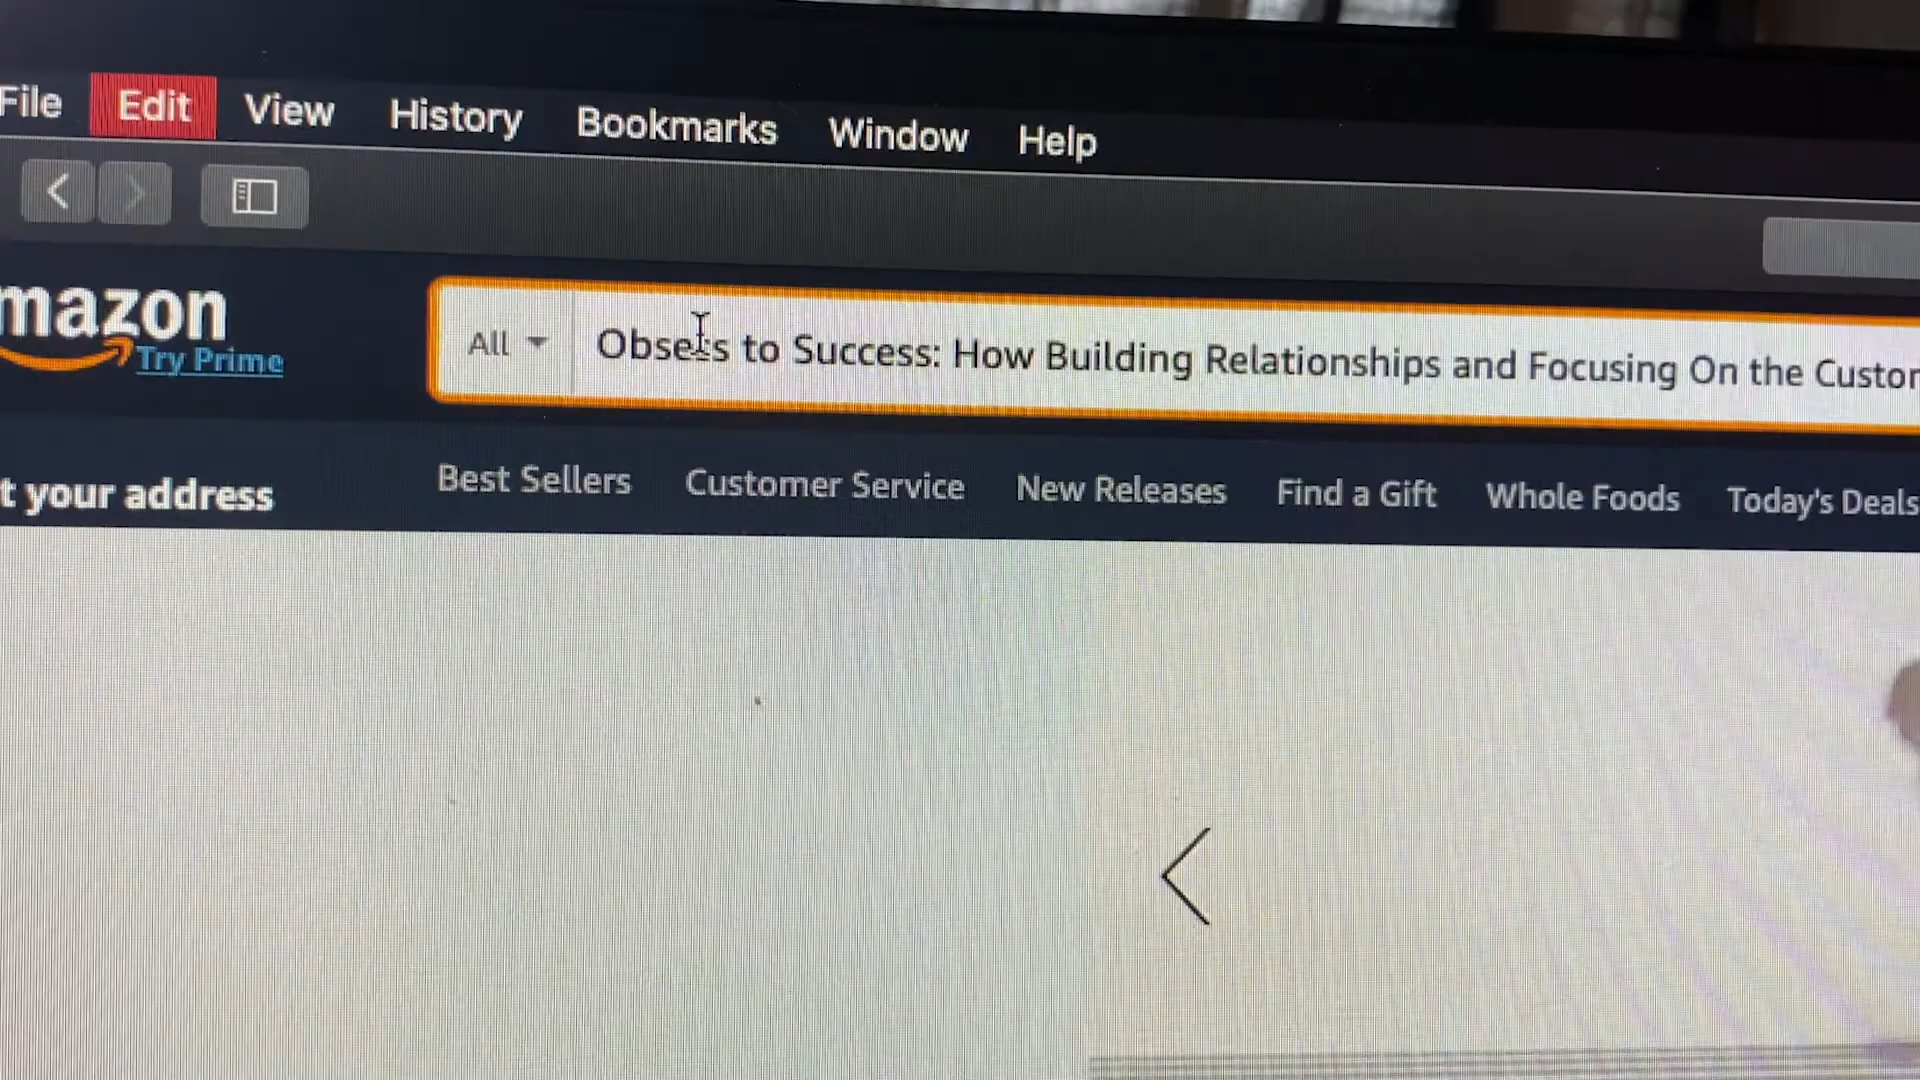 File Edit View History Bookmarks Window Help
mazon
Try Prime
All Obsess to Success: How Building Relationships and Focusing On the Custo
t your address
Best Sellers Customer Service New Releases Find a Gift Whole Foods Today's Deals